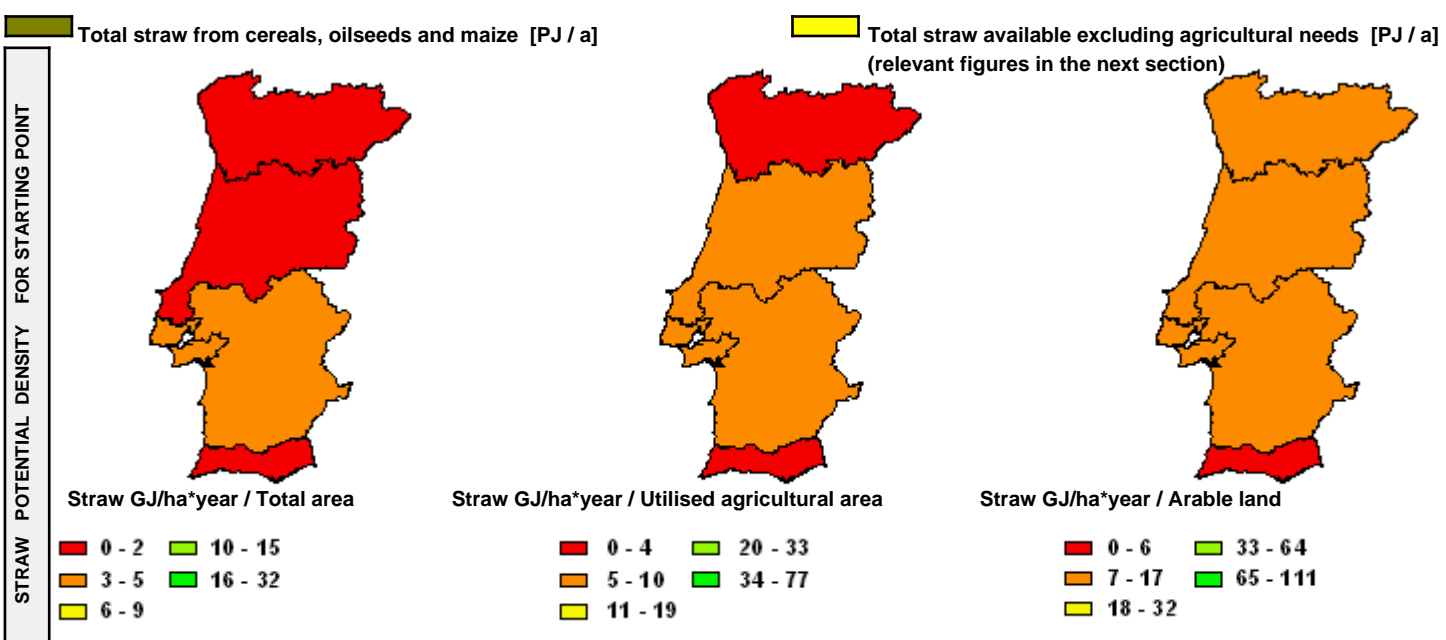 Total straw from cereals, oilseeds and maize [PJ / a]
Total straw available excluding agricultural needs [PJ / a]
(relevant figures in the next section)
STRAW POTENTIAL DENSITY FOR STARTING POINT
Straw GJ/ha*year / Total area
0 - 2
10 - 15
3 - 5
16 - 32
6 - 9
Straw GJ/ha*year / Utilised agricultural area
0 - 4
20 - 33
5 - 10
34 - 77
11 - 19
Straw GJ/ha*year / Arable land
0 - 6
33 - 64
7 - 17
65 - 111
18 - 32